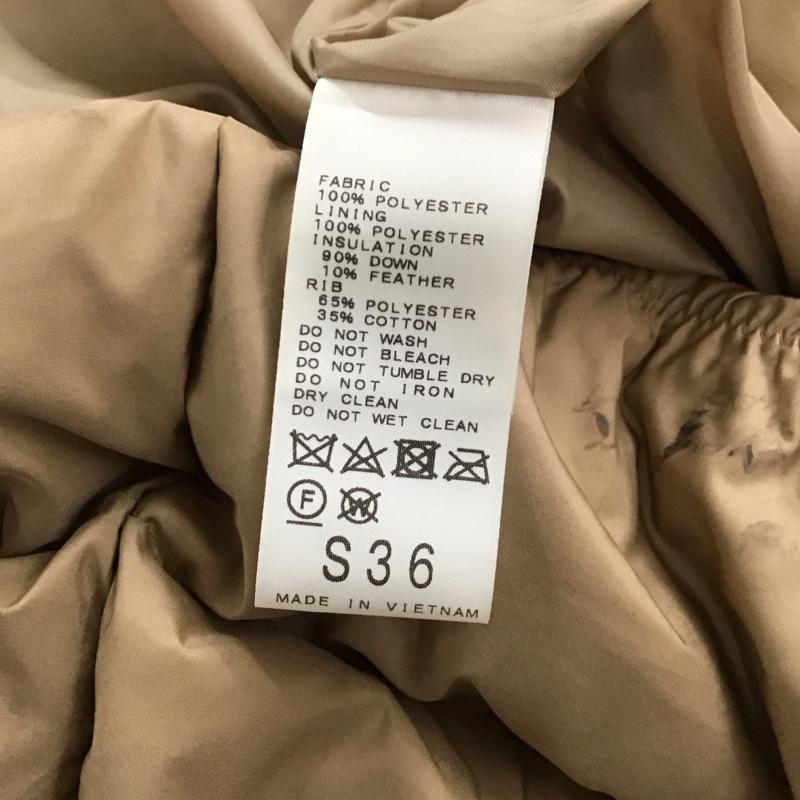 FABRIC
100% POLYESTER
LINING
100% POLYESTER
INSULATION
90% DOWN
10% FEATHER
RIB
65% POLYESTER
35% COTTON
DO NOT WASH
DO NOT BLEACH
DO NOT TUMBLE DRY
DO NOT IRON
DRY CLEAN
DO NOT WET CLEAN
F W
S36
MADE IN VIETNAM